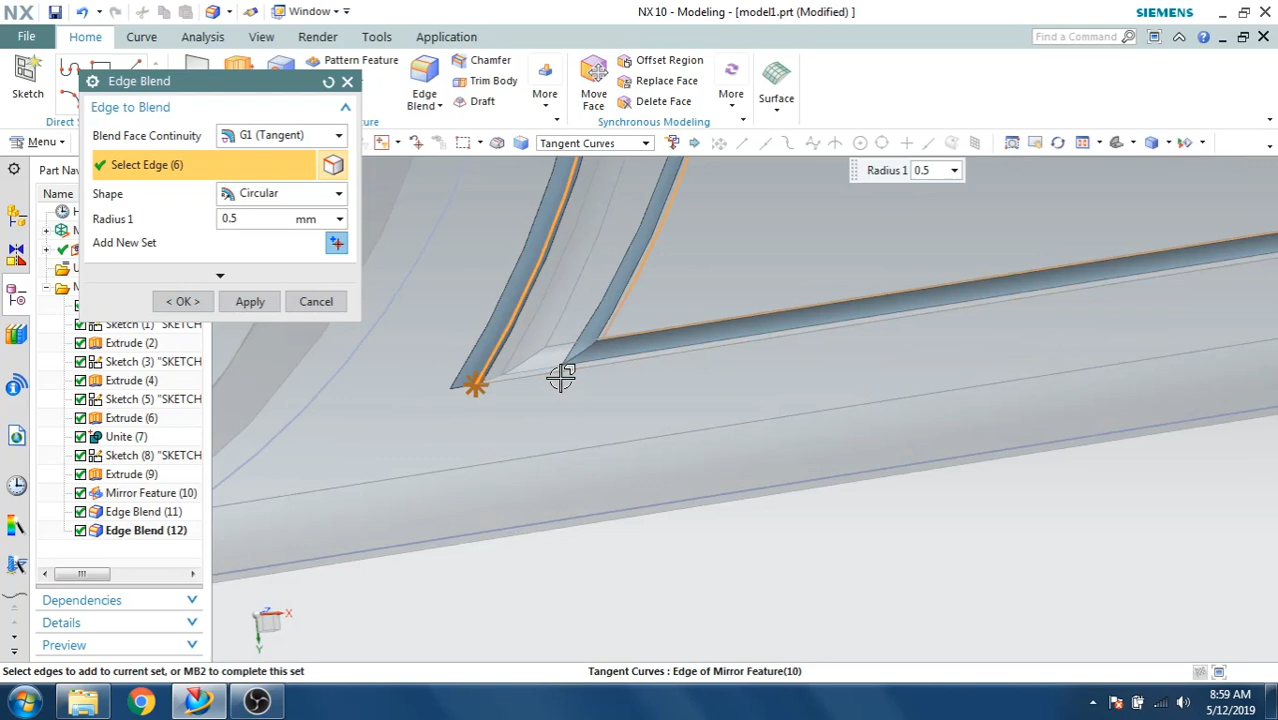 NX 10 - Modeling - [model1.prt (Modified) ]
SIEMENS
Window
File
Home
Curve
Analysis
View
Render
Tools
Application
Find a Command
Sketch
Pattern Feature
Edge Blend
Chamfer
Trim Body
Draft
More
Move Face
Offset Region
Replace Face
Delete Face
More
Surface
Synchronous Modeling
Menu
Tangent Curves
Edge Blend
Edge to Blend
Blend Face Continuity
G1 (Tangent)
Select Edge (6)
Shape
Circular
Radius 1
0.5
mm
Add New Set
< OK >
Apply
Cancel
Radius 1
0.5
Part Nav
Name
Sketch (1) "SKETCH
Extrude (2)
Sketch (3) "SKETCH
Extrude (4)
Sketch (5) "SKETCH
Extrude (6)
Unite (7)
Sketch (8) "SKETCH
Extrude (9)
Mirror Feature (10)
Edge Blend (11)
Edge Blend (12)
Dependencies
Details
Preview
X
Y
Z
Select edges to add to current set, or MB2 to complete this set
Tangent Curves : Edge of Mirror Feature(10)
8:59 AM
5/12/2019